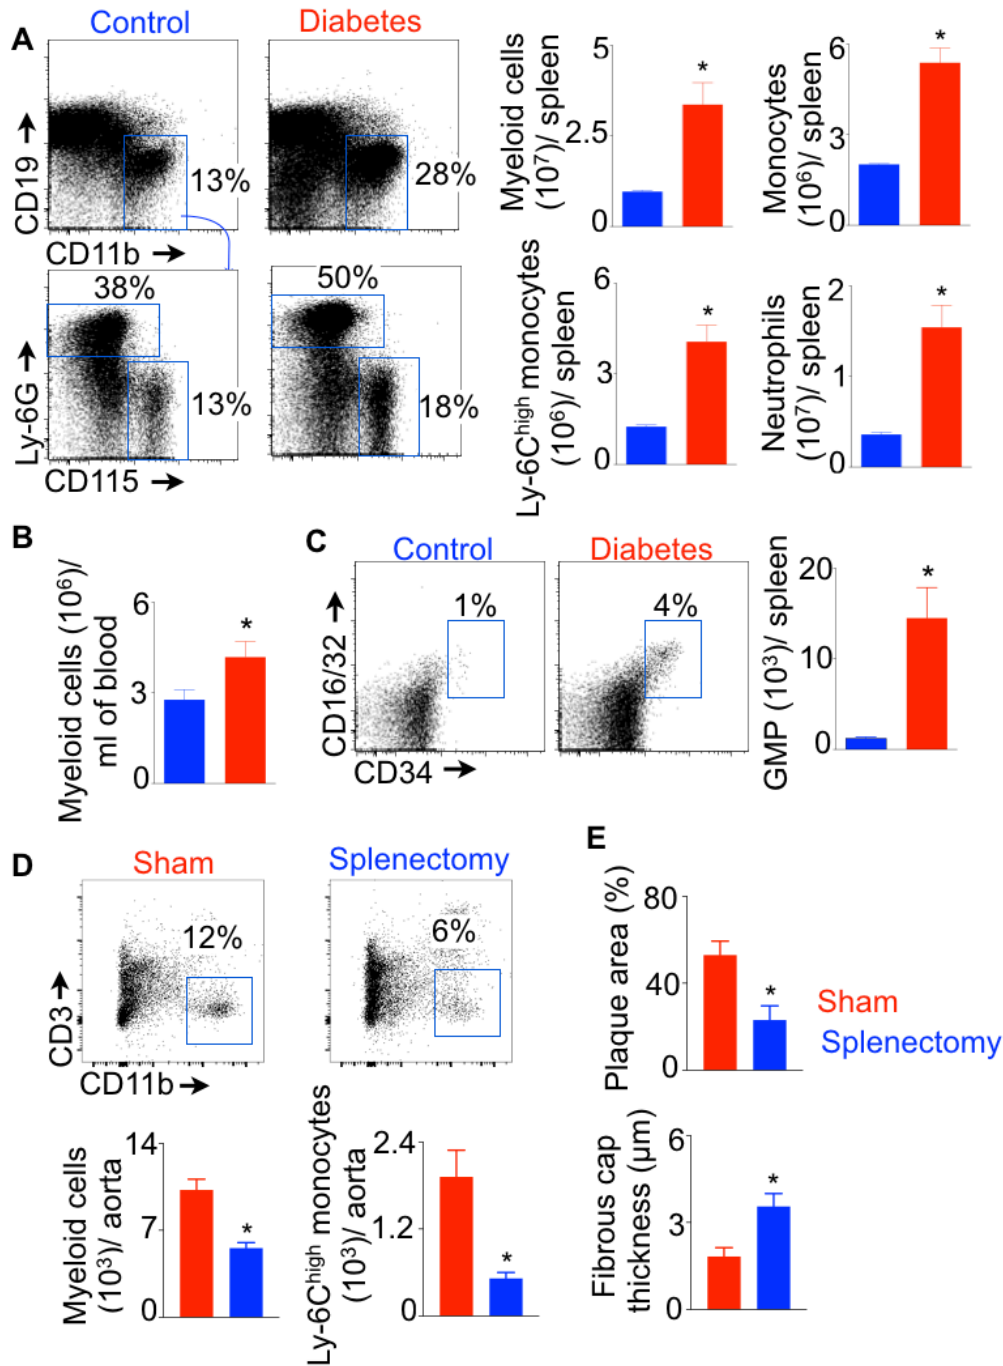 A
Control
Diabetes
CD19 →
13%
28%
CD11b →
38%
50%
Ly-6G →
13%
18%
CD115 →
Myeloid cells
(10⁷)/ spleen
5
2.5
0
*
Monocytes
(10⁶)/ spleen
6
3
0
*
Ly-6Cʰⁱᵍʰ monocytes
(10⁶)/ spleen
6
3
0
*
Neutrophils
(10⁷)/ spleen
2
1
0
*
B
Myeloid cells (10⁶)/
ml of blood
6
3
0
*
C
Control
Diabetes
CD16/32 →
1%
4%
CD34 →
GMP (10³)/ spleen
20
10
0
*
D
Sham
Splenectomy
CD3 →
12%
6%
CD11b →
Myeloid cells
(10³)/ aorta
14
7
0
*
Ly-6Cʰⁱᵍʰ monocytes
(10³)/ aorta
2.4
1.2
0
*
E
Plaque area (%)
80
40
0
*
Sham
Splenectomy
Fibrous cap
thickness (μm)
6
3
0
*